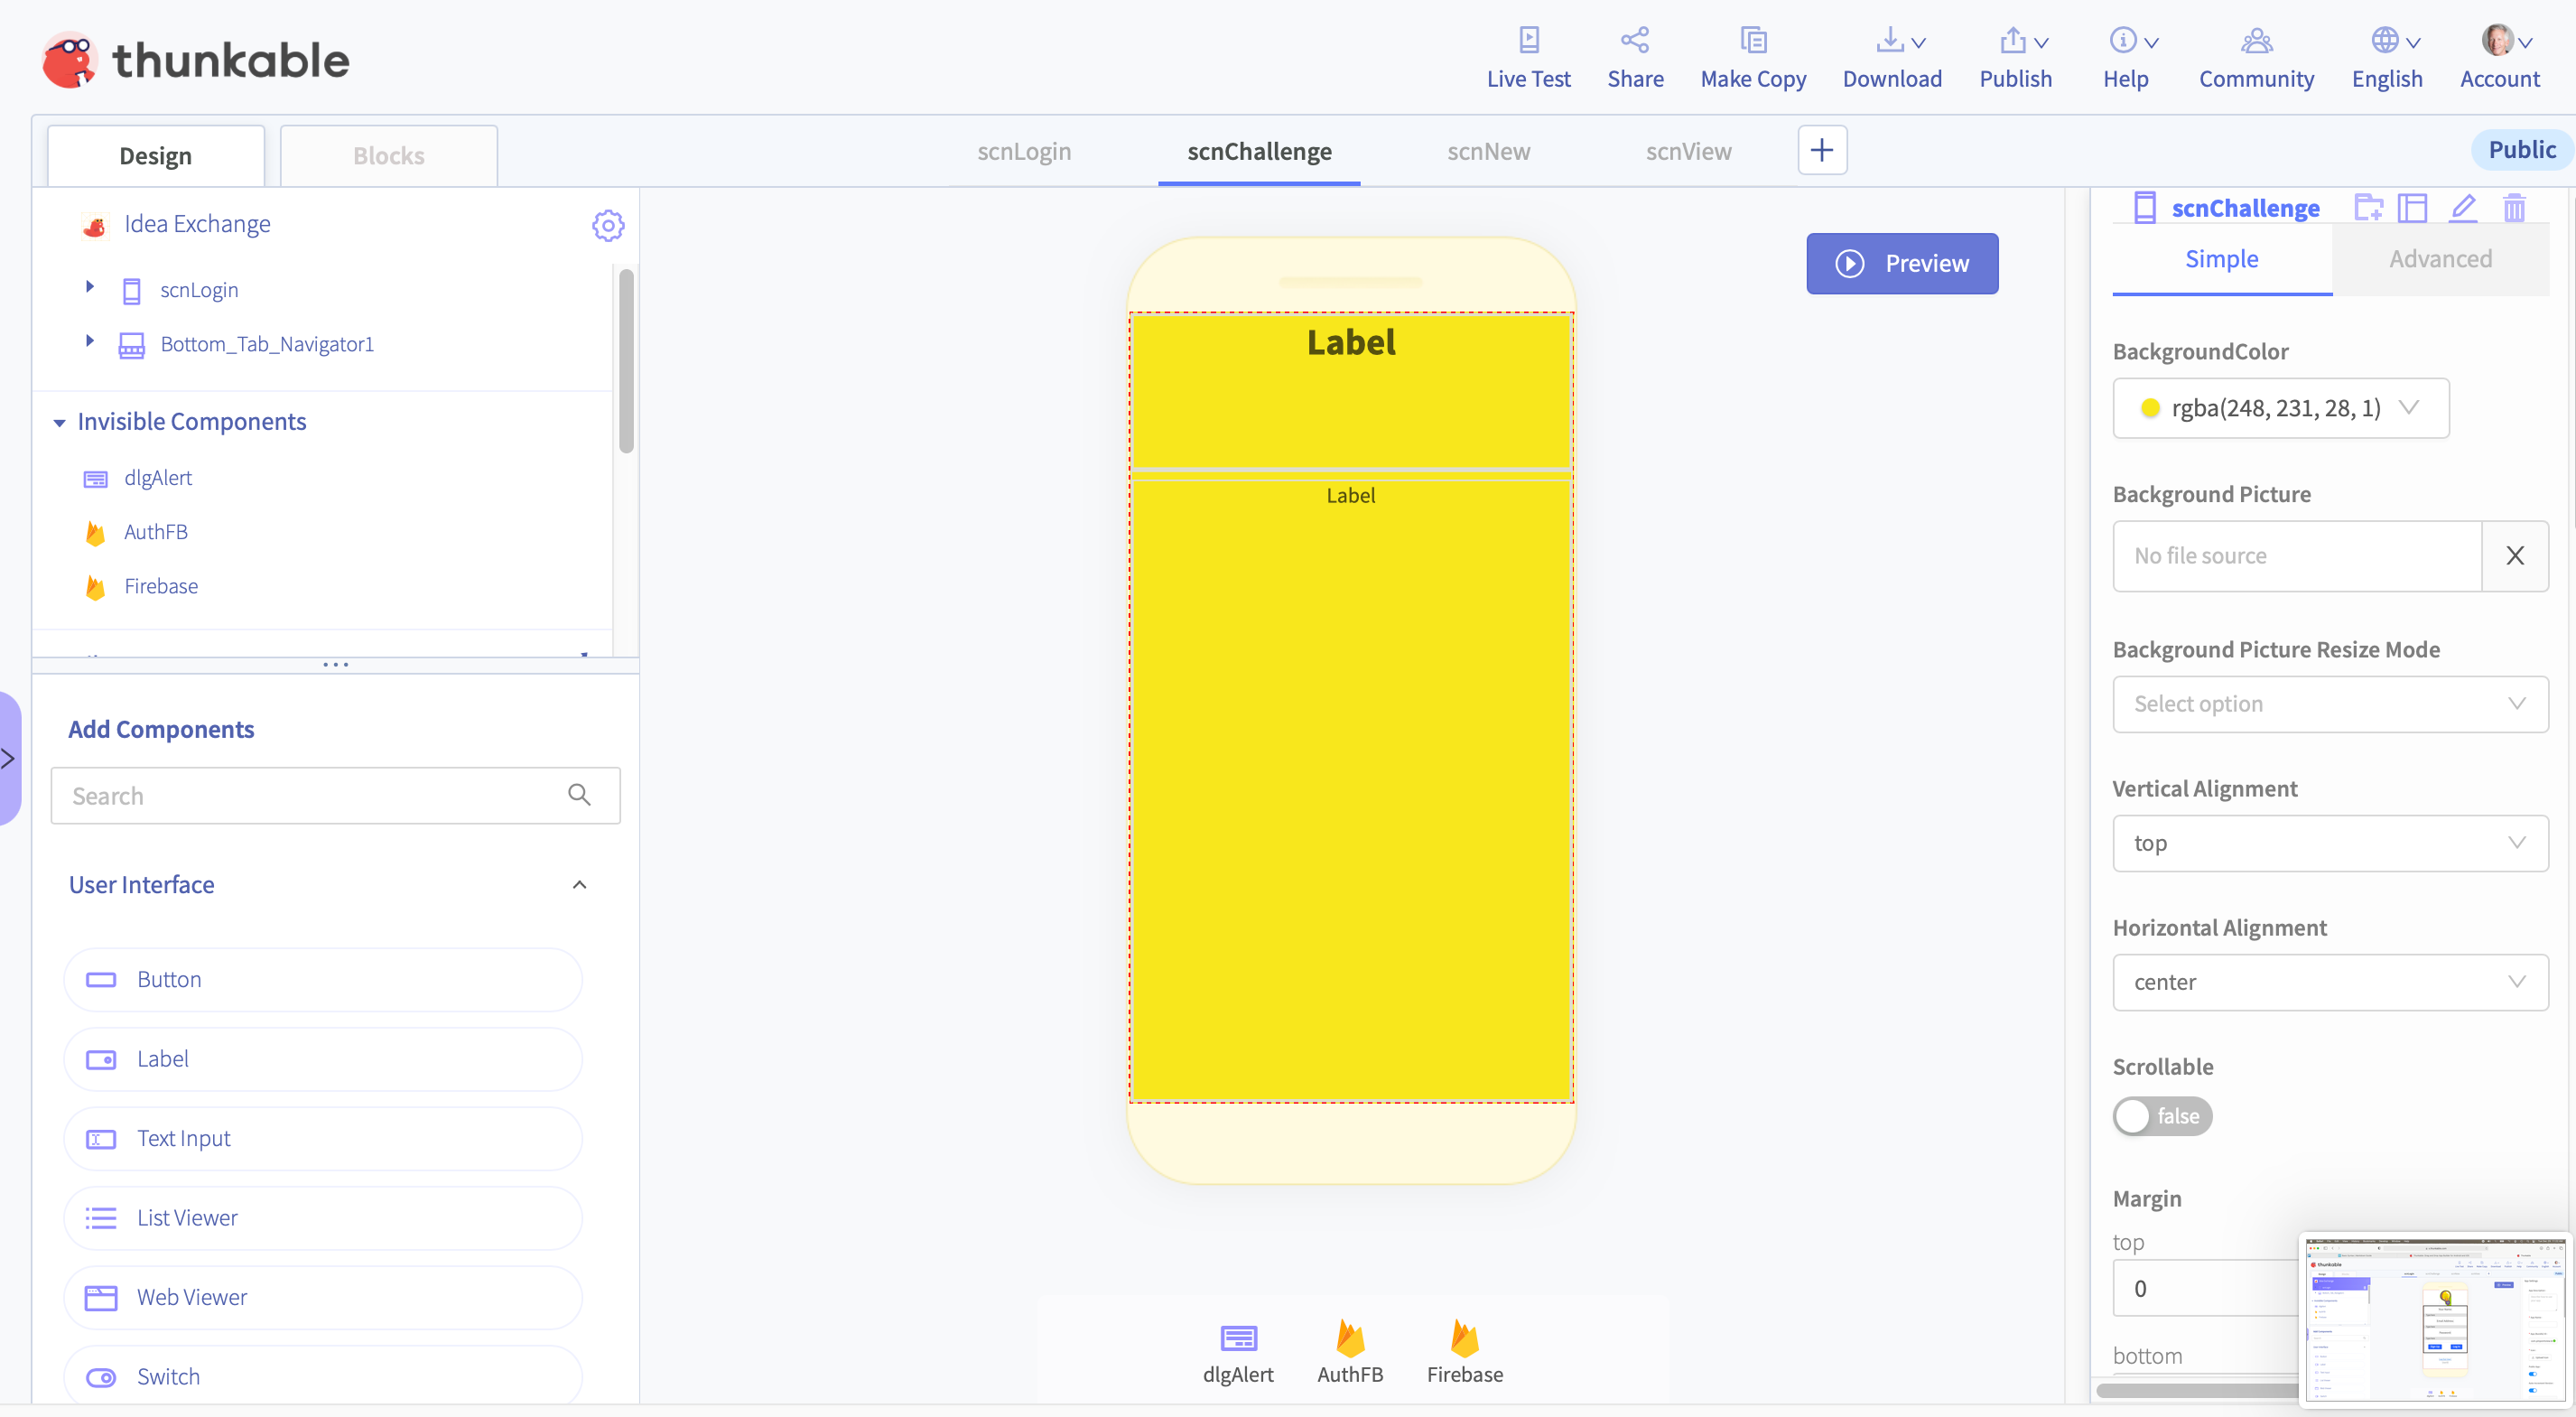 thunkable
Live Test
Share
Make Copy
Download
Publish
Help
Community
English
Account
Design
Blocks
scnLogin
scnChallenge
scnNew
scnView
Public
Idea Exchange
scnLogin
Bottom_Tab_Navigator1
Invisible Components
dlgAlert
AuthFB
Firebase
Add Components
Search
User Interface
Button
Label
Text Input
List Viewer
Web Viewer
Switch
Preview
Label
Label
dlgAlert
AuthFB
Firebase
scnChallenge
Simple
Advanced
BackgroundColor
rgba(248, 231, 28, 1)
Background Picture
No file source
X
Background Picture Resize Mode
Select option
Vertical Alignment
top
Horizontal Alignment
center
Scrollable
false
Margin
top
0
bottom